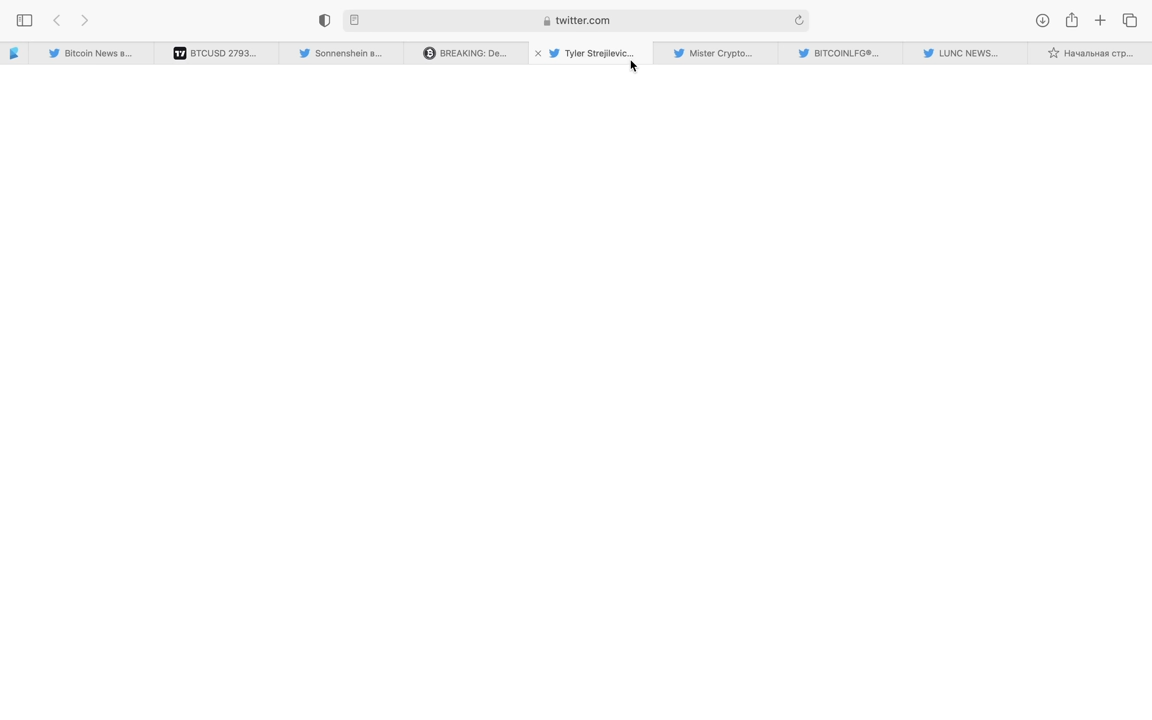 twitter.com
Bitcoin News в...
BTCUSD 2793...
Sonnenshein в...
BREAKING: De...
Tyler Strejilevic...
Mister Crypto...
BITCOINLFG®...
LUNC NEWS...
Начальная стр...